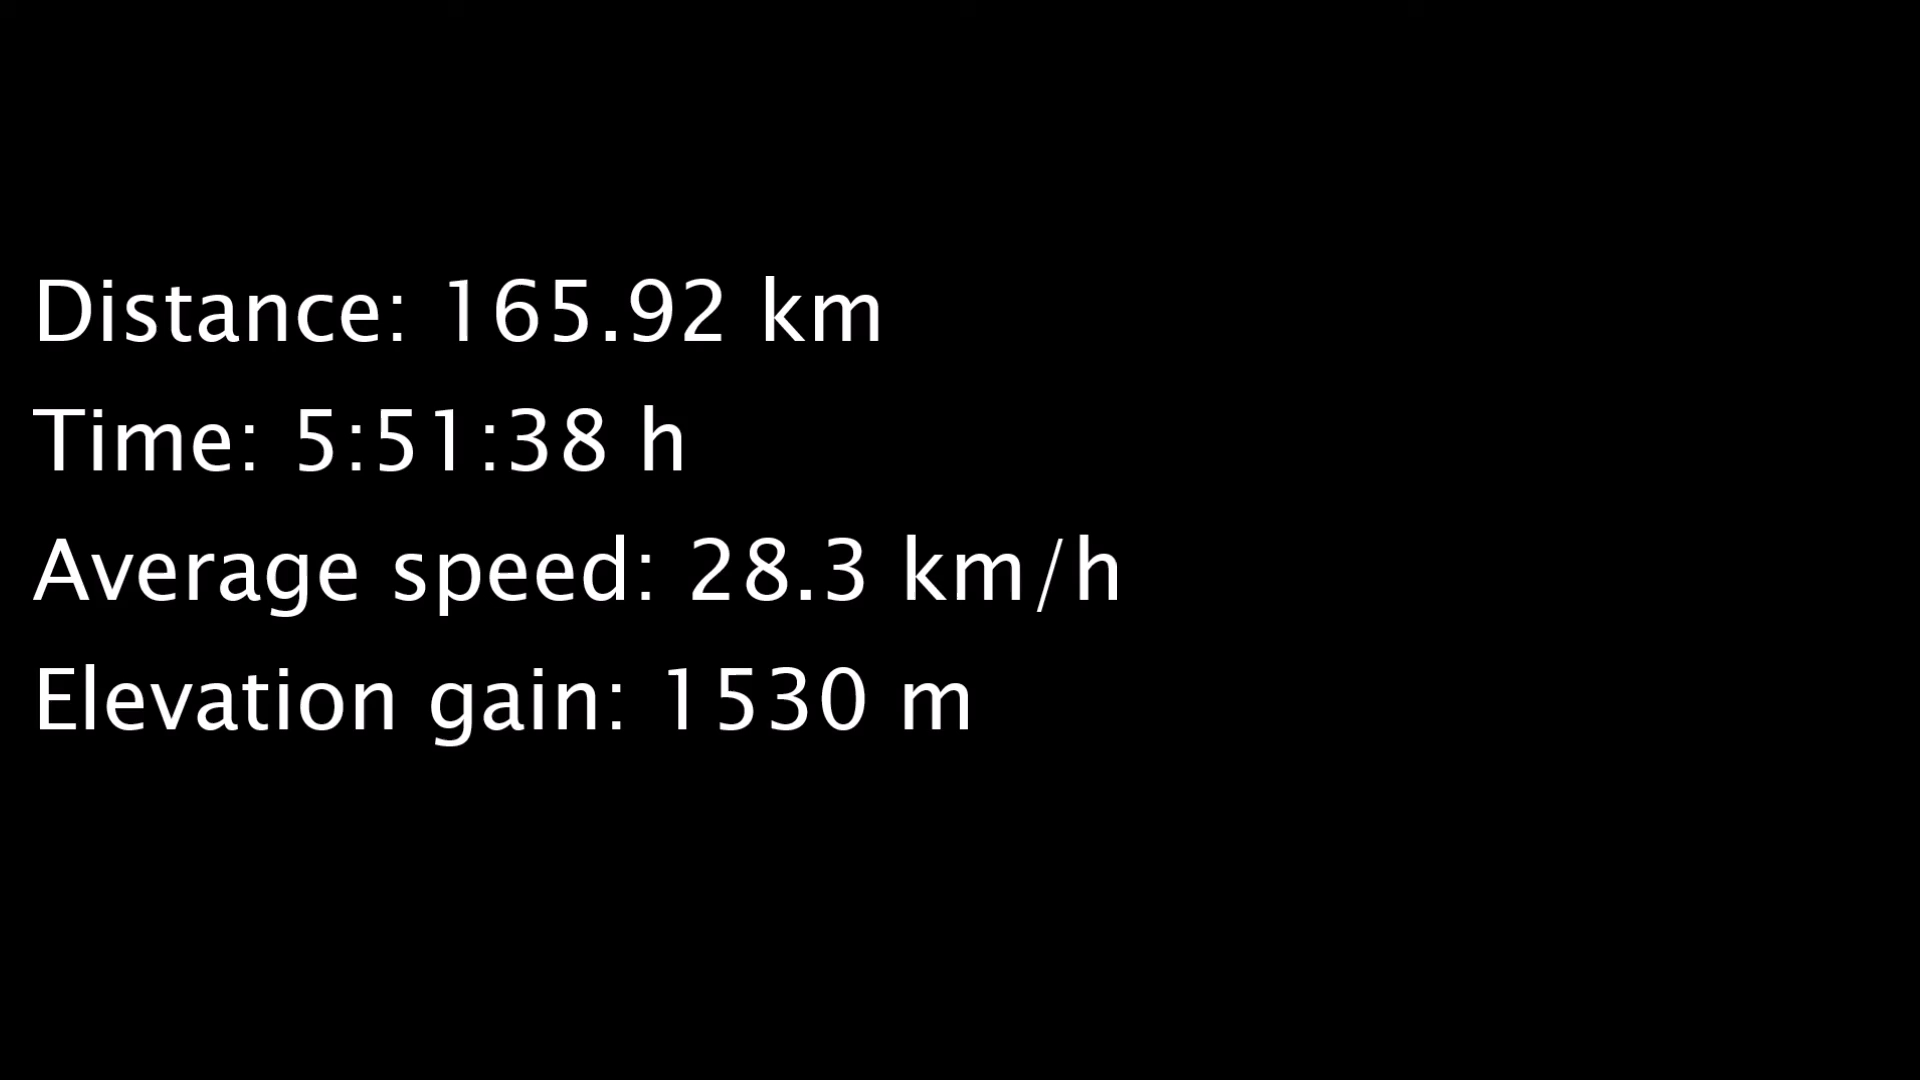 Distance: 165.92 km
Time: 5:51:38 h
Average speed: 28.3 km/h
Elevation gain: 1530 m